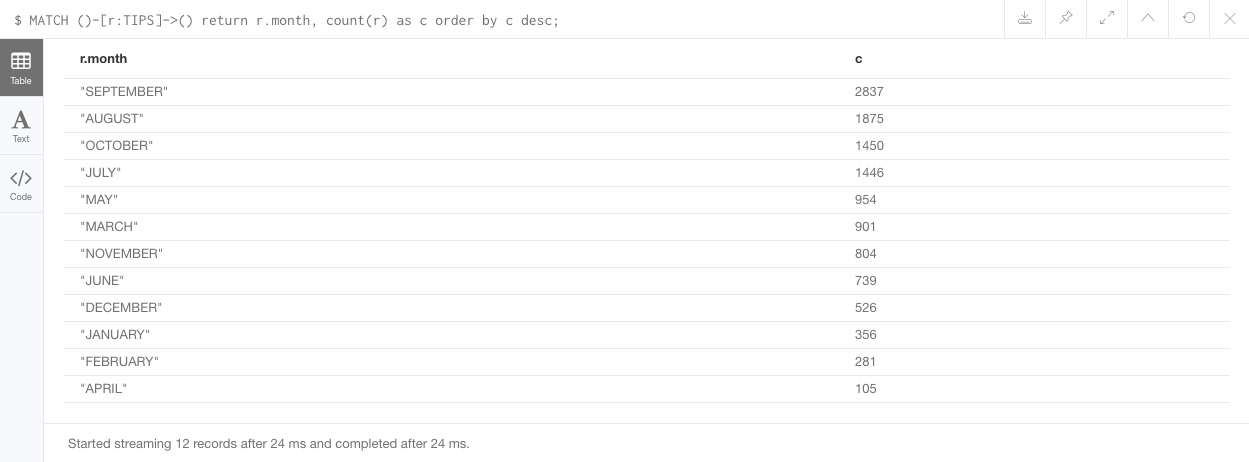 $ MATCH ()-[r:TIPS]->() return r.month, count(r) as c order by c desc;
Table
Text
Code
r.month c
"SEPTEMBER" 2837
"AUGUST" 1875
"OCTOBER" 1450
"JULY" 1446
"MAY" 954
"MARCH" 901
"NOVEMBER" 804
"JUNE" 739
"DECEMBER" 526
"JANUARY" 356
"FEBRUARY" 281
"APRIL" 105
Started streaming 12 records after 24 ms and completed after 24 ms.